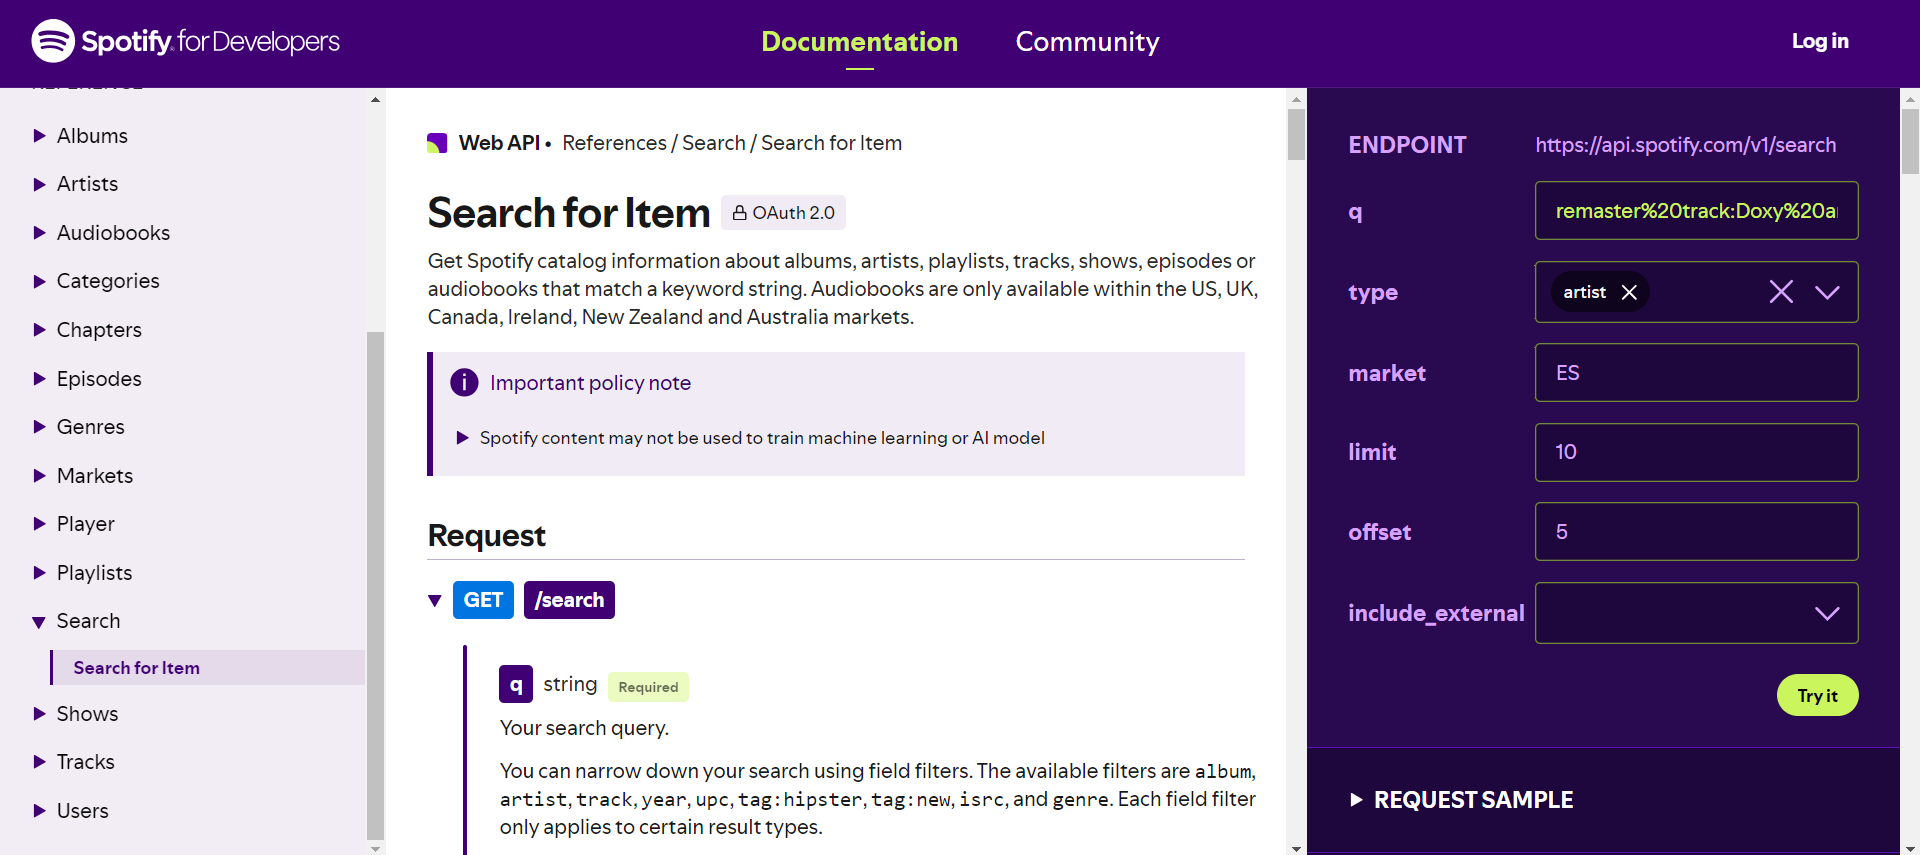 Spotify for Developers
Documentation
Community
Log in
REFERENCE
Albums
Artists
Audiobooks
Categories
Chapters
Episodes
Genres
Markets
Player
Playlists
Search
Search for Item
Shows
Tracks
Users
Web API • References / Search / Search for Item
Search for Item OAuth 2.0
Get Spotify catalog information about albums, artists, playlists, tracks, shows, episodes or
audiobooks that match a keyword string. Audiobooks are only available within the US, UK,
Canada, Ireland, New Zealand and Australia markets.
Important policy note
Spotify content may not be used to train machine learning or AI model
Request
GET /search
q string Required
Your search query.
You can narrow down your search using field filters. The available filters are album,
artist, track, year, upc, tag:hipster, tag:new, isrc, and genre. Each field filter
only applies to certain result types.
ENDPOINT https://api.spotify.com/v1/search
q remaster%20track:Doxy%20a
type artist
market ES
limit 10
offset 5
include_external
Try it
REQUEST SAMPLE